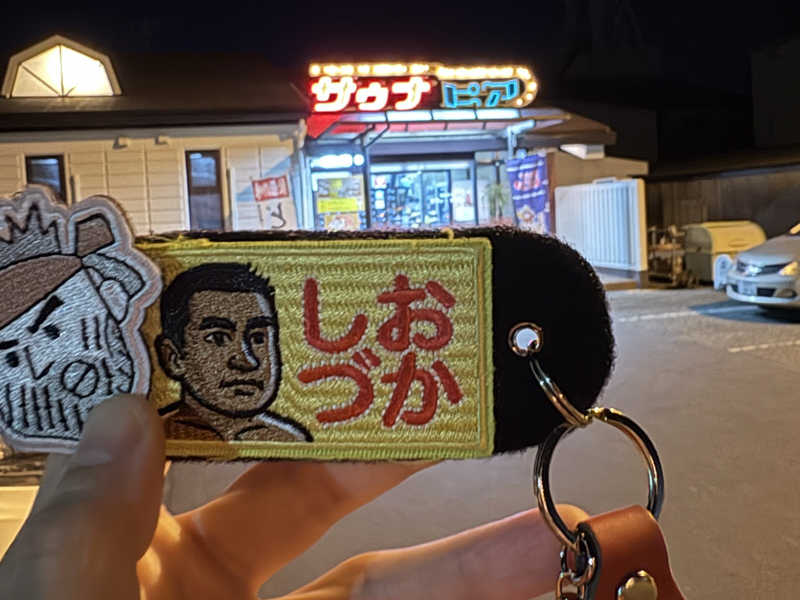 サウナ ピア
おか
しづ